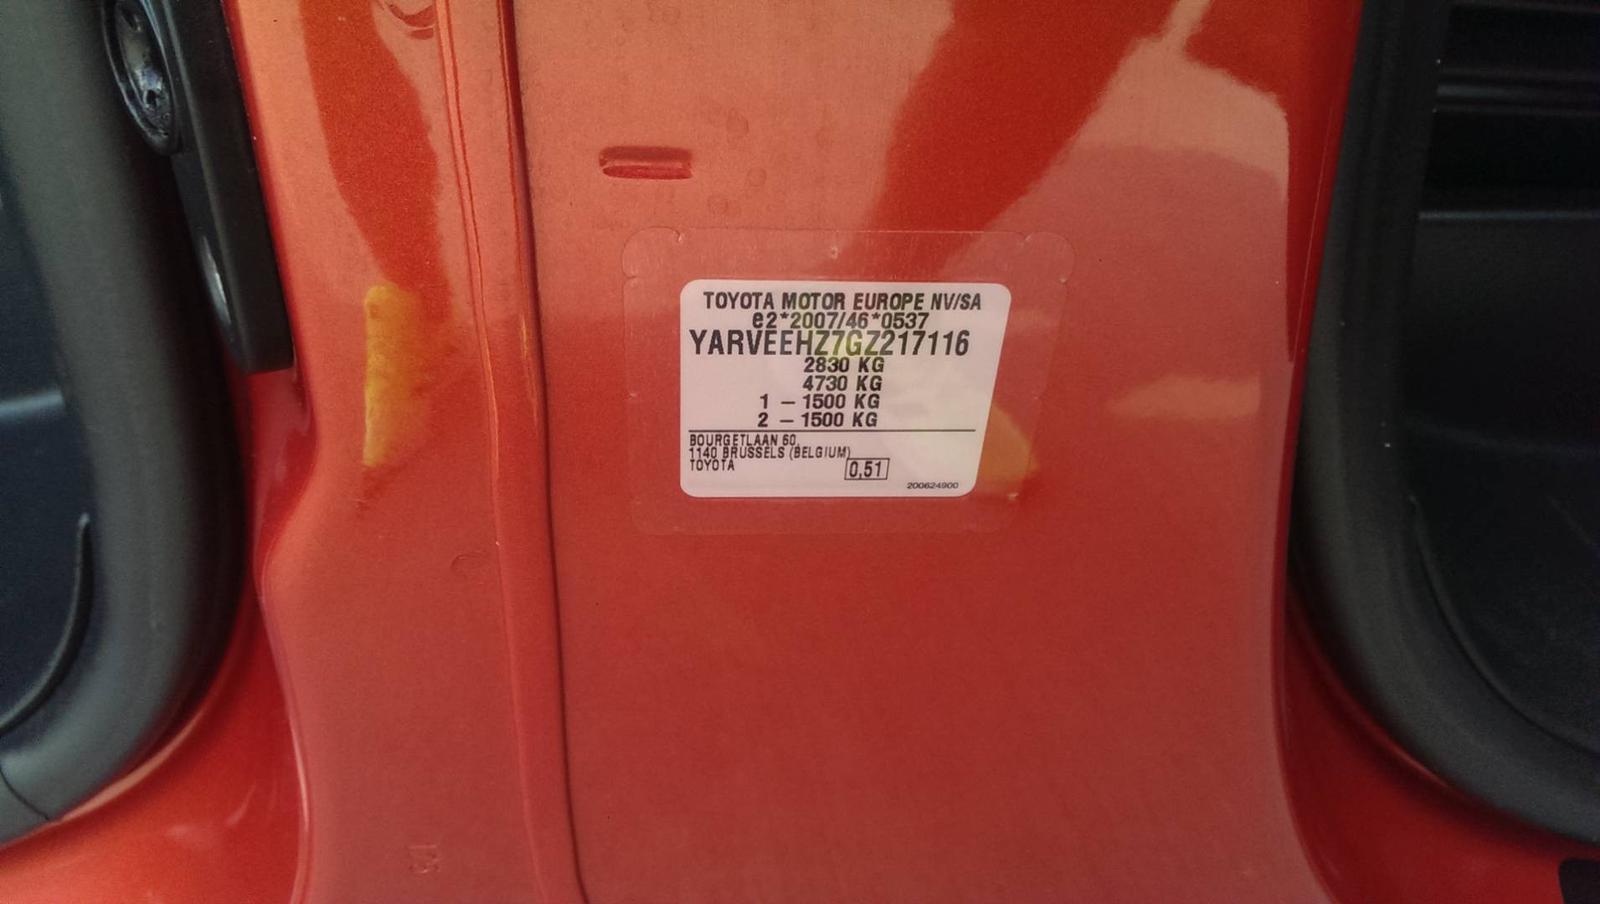 TOYOTA MOTOR EUROPE NV/SA
e2*2007/46*0537
YARVEEHZ7GZ217116
2830 KG
4730 KG
1 - 1500 KG
2 - 1500 KG
BOURGETLAAN 60,
1140 BRUSSELS (BELGIUM)
TOYOTA
0,51
200624900